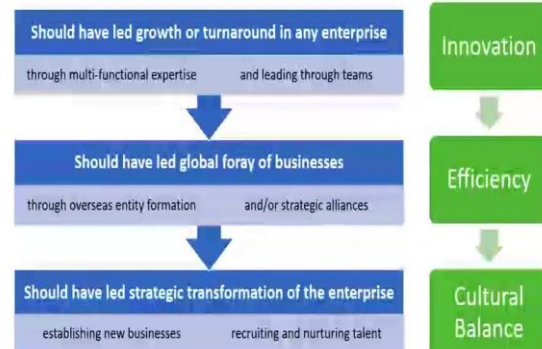 Should have led growth or turnaround in any enterprise
through multi-functional expertise
and leading through teams
Innovation
Should have led global foray of businesses
through overseas entity formation
and/or strategic alliances
Efficiency
Should have led strategic transformation of the enterprise
establishing new businesses
recruiting and nurturing talent
Cultural
Balance